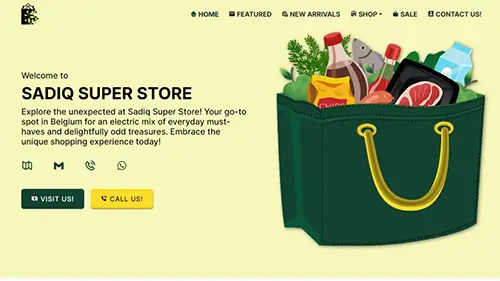 HOME
FEATURED
NEW ARRIVALS
SHOP
SALE
CONTACT US!
Welcome to
SADIQ SUPER STORE
Explore the unexpected at Sadiq Super Store! Your go-to
spot in Belgium for an electric mix of everyday must-
haves and delightfully odd treasures. Embrace the
unique shopping experience today!
VISIT US!
CALL US!
CHIPS